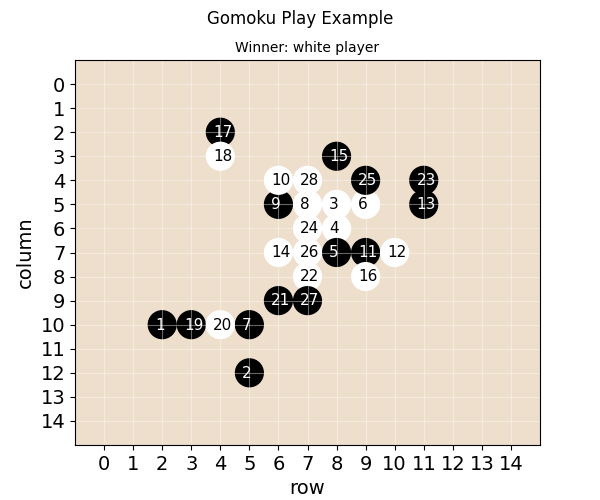 Gomoku Play Example
Winner: white player
0
1
2 17
3 18 15
4 10 28 25 23
5 9 8 3 6 13
6 24 4
7 14 26 5 11 12
8 22 16
9 21 27
10 1 19 20 7
11
12 2
13
14
column
0 1 2 3 4 5 6 7 8 9 10 11 12 13 14
row